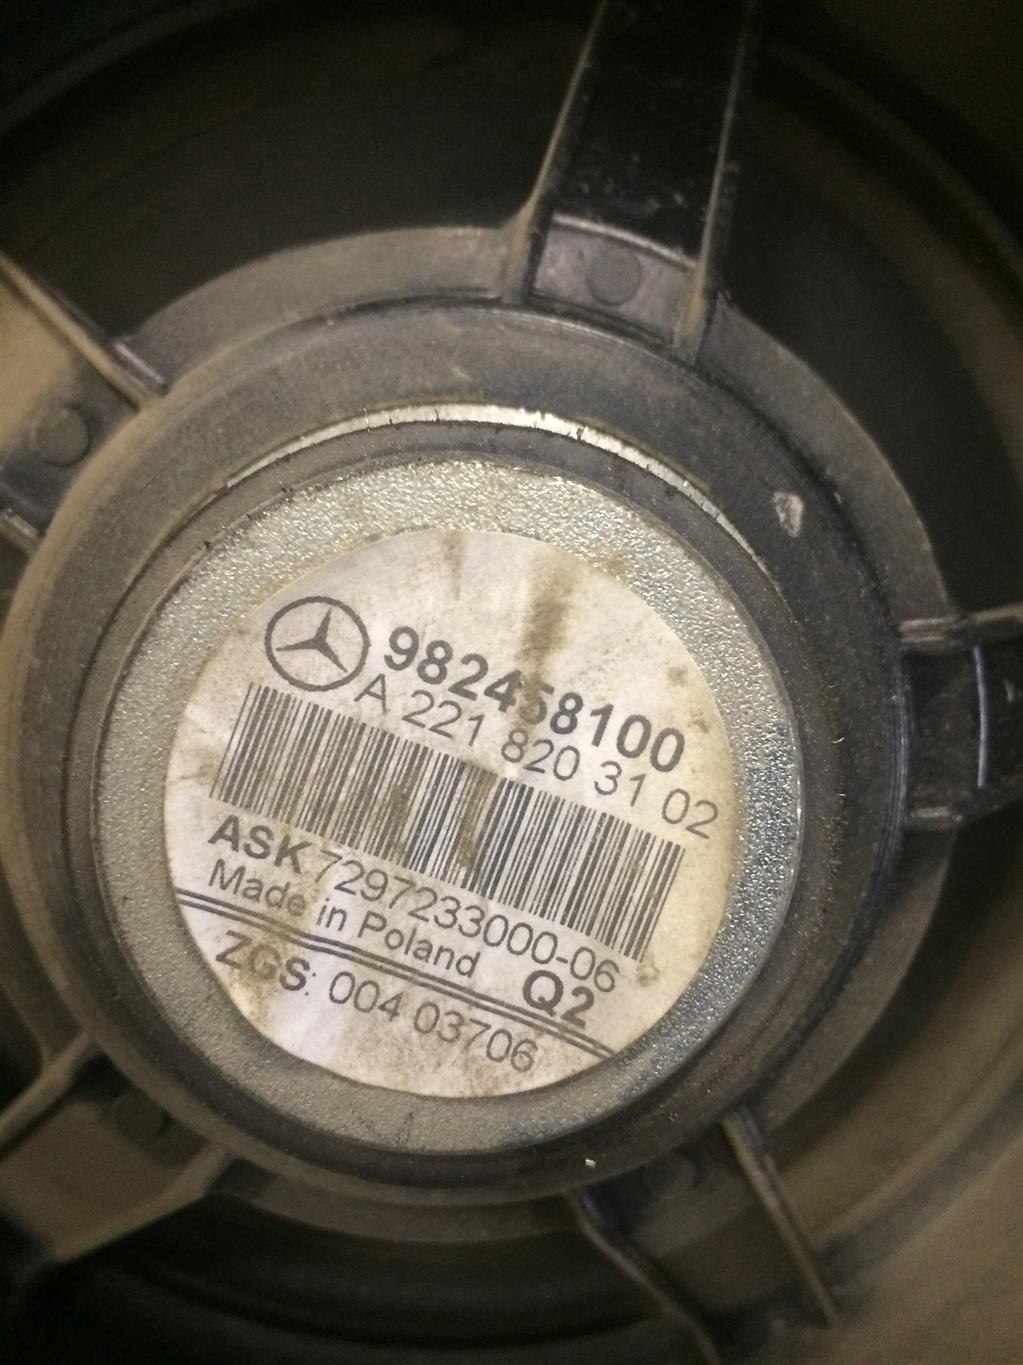 982458100
A 221 820 31 02
ASK 7297233000-06
Made in Poland Q2
ZGS: 004 03706